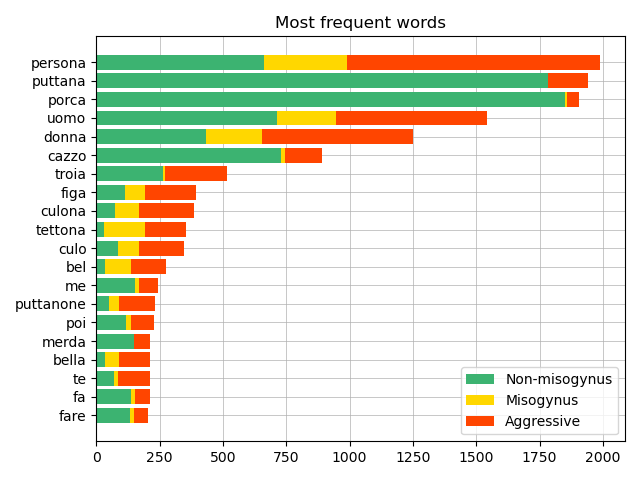 Most frequent words
persona
puttana
porca
uomo
donna
cazzo
troia
figa
culona
tettona
culo
bel
me
puttanone
poi
merda
bella
te
fa
fare
Non-misogynus
Misogynus
Aggressive
0 250 500 750 1000 1250 1500 1750 2000